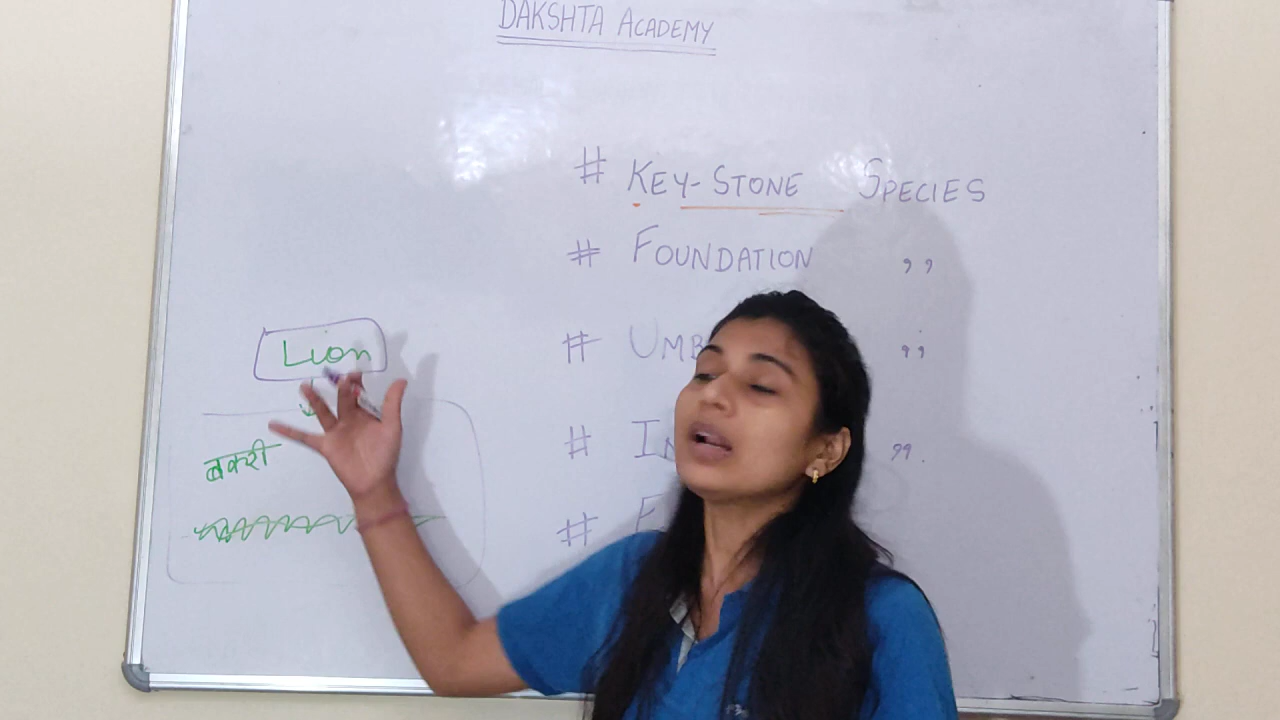 DAKSHTA ACADEMY
# KEY-STONE SPECIES
# FOUNDATION ,,
# UMB ,,
# IN ,,.
#
Lion
बकरी